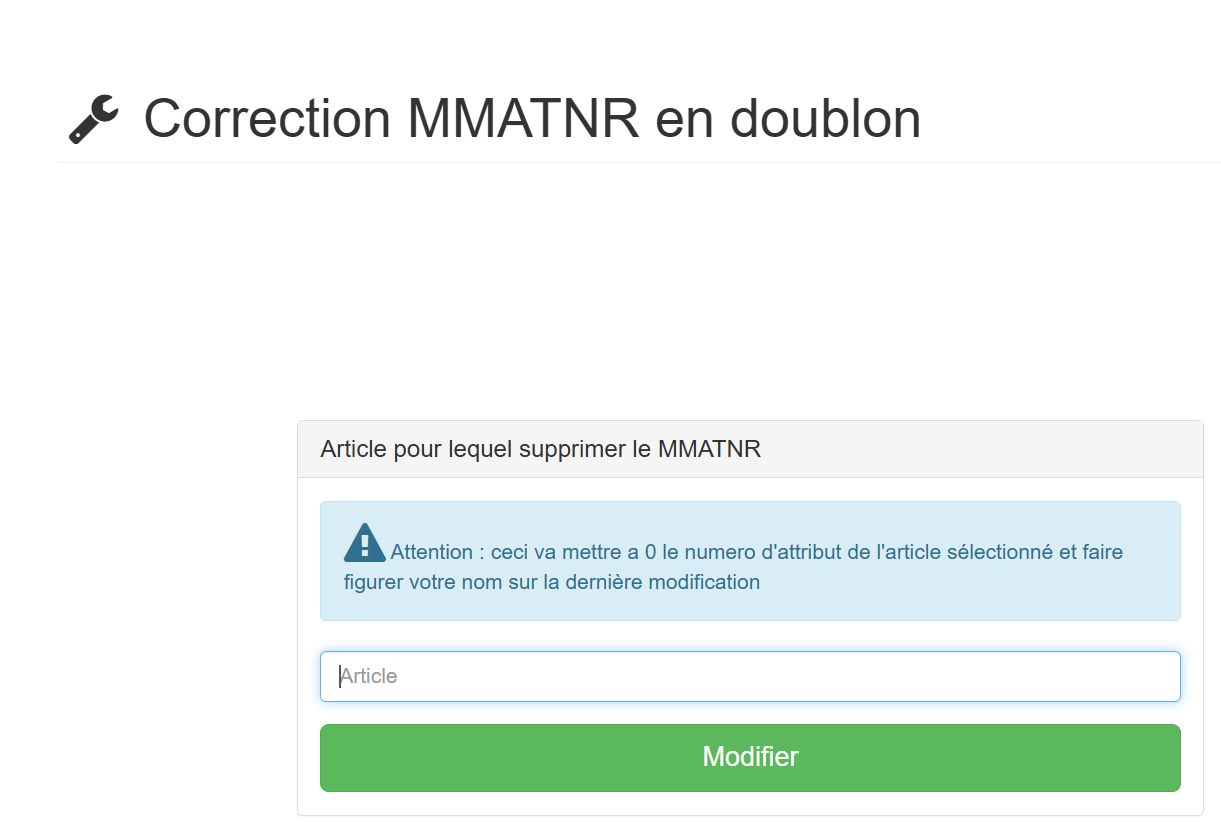 Correction MMATNR en doublon
Article pour lequel supprimer le MMATNR
Attention : ceci va mettre a 0 le numero d'attribut de l'article sélectionné et faire
figurer votre nom sur la dernière modification
Article
Modifier